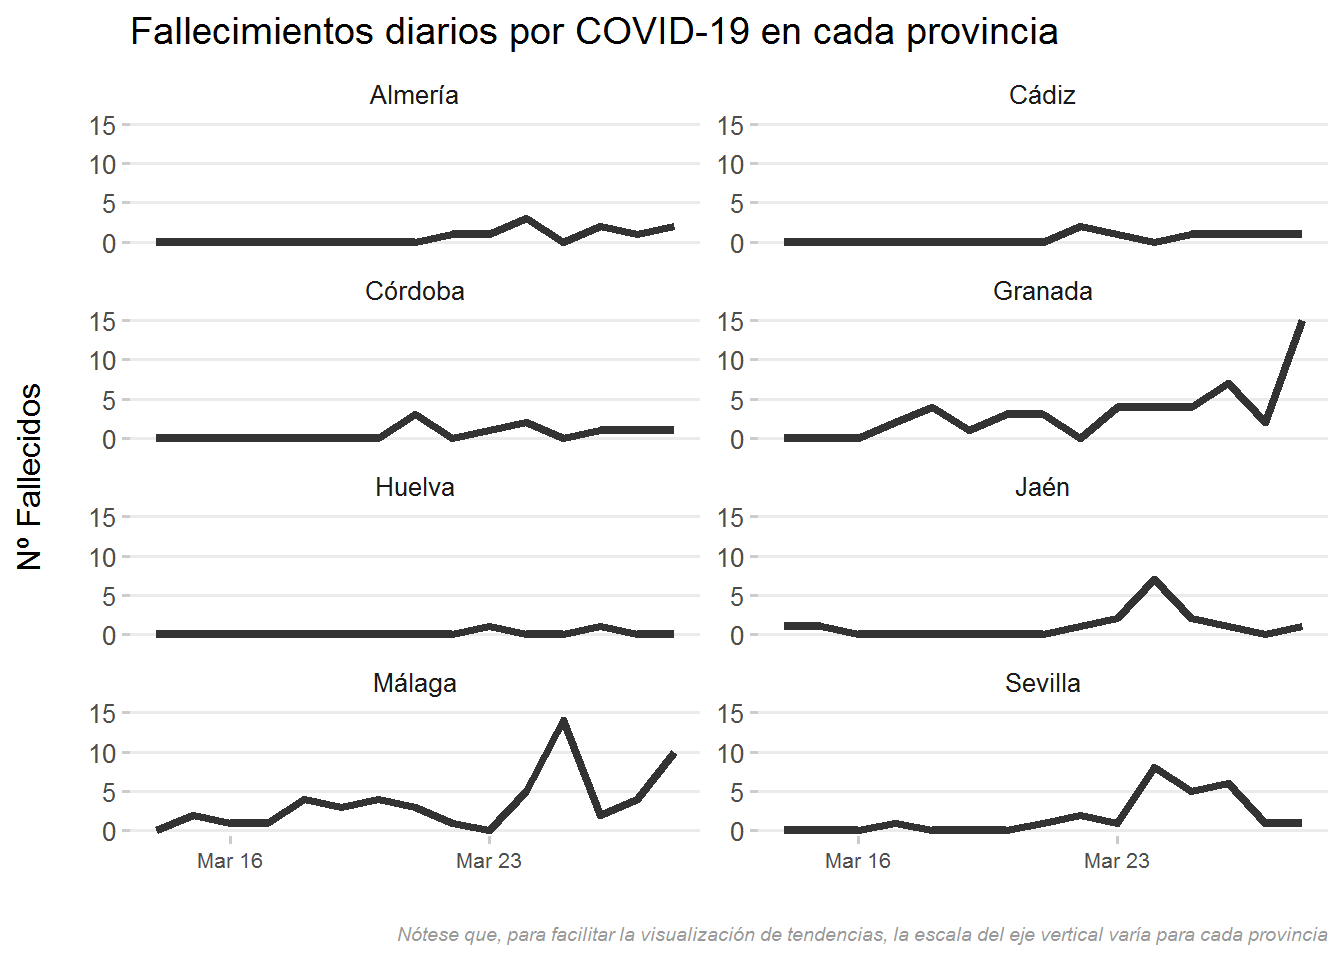 Fallecimientos diarios por COVID-19 en cada provincia
Almería
Cádiz
15
10
5
0
15
10
5
0
Córdoba
Granada
15
10
5
0
15
10
5
0
Nº Fallecidos
Huelva
Jaén
15
10
5
0
15
10
5
0
Málaga
Sevilla
15
10
5
0
15
10
5
0
Mar 16
Mar 23
Mar 16
Mar 23
Nótese que, para facilitar la visualización de tendencias, la escala del eje vertical varía para cada provincia